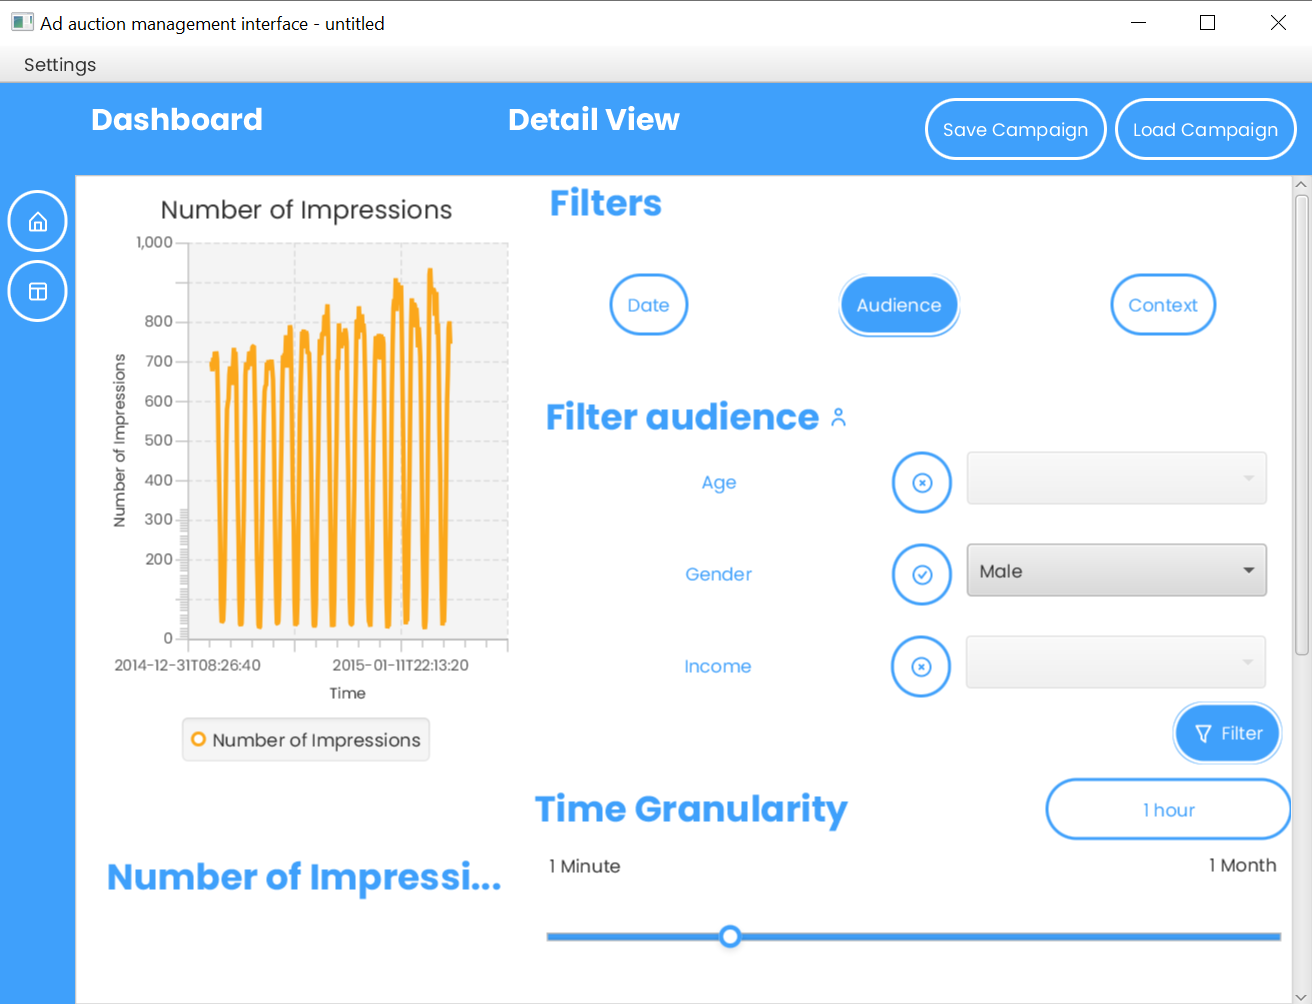 Ad auction management interface - untitled
Settings
Dashboard
Detail View
Save Campaign
Load Campaign
Number of Impressions
1,000
800
700
600
500
400
300
200
0
Number of Impressions
2014-12-31T08:26:40
2015-01-11T22:13:20
Time
Number of Impressions
Number of Impressi...
Filters
Date
Audience
Context
Filter audience
Age
Gender
Male
Income
Filter
Time Granularity
1 hour
1 Minute
1 Month